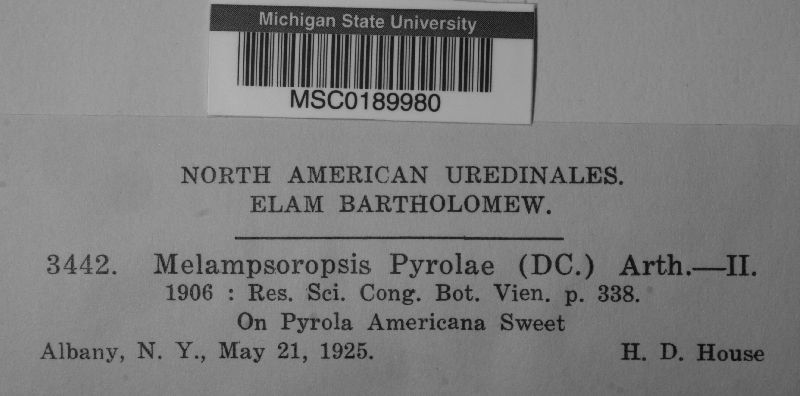 Michigan State University
MSC0189980
NORTH AMERICAN UREDINALES.
ELAM BARTHOLOMEW.
3442. Melampsoropsis Pyrolae (DC.) Arth.—II.
1906 : Res. Sci. Cong. Bot. Vien. p. 338.
On Pyrola Americana Sweet
Albany, N. Y., May 21, 1925. H. D. House